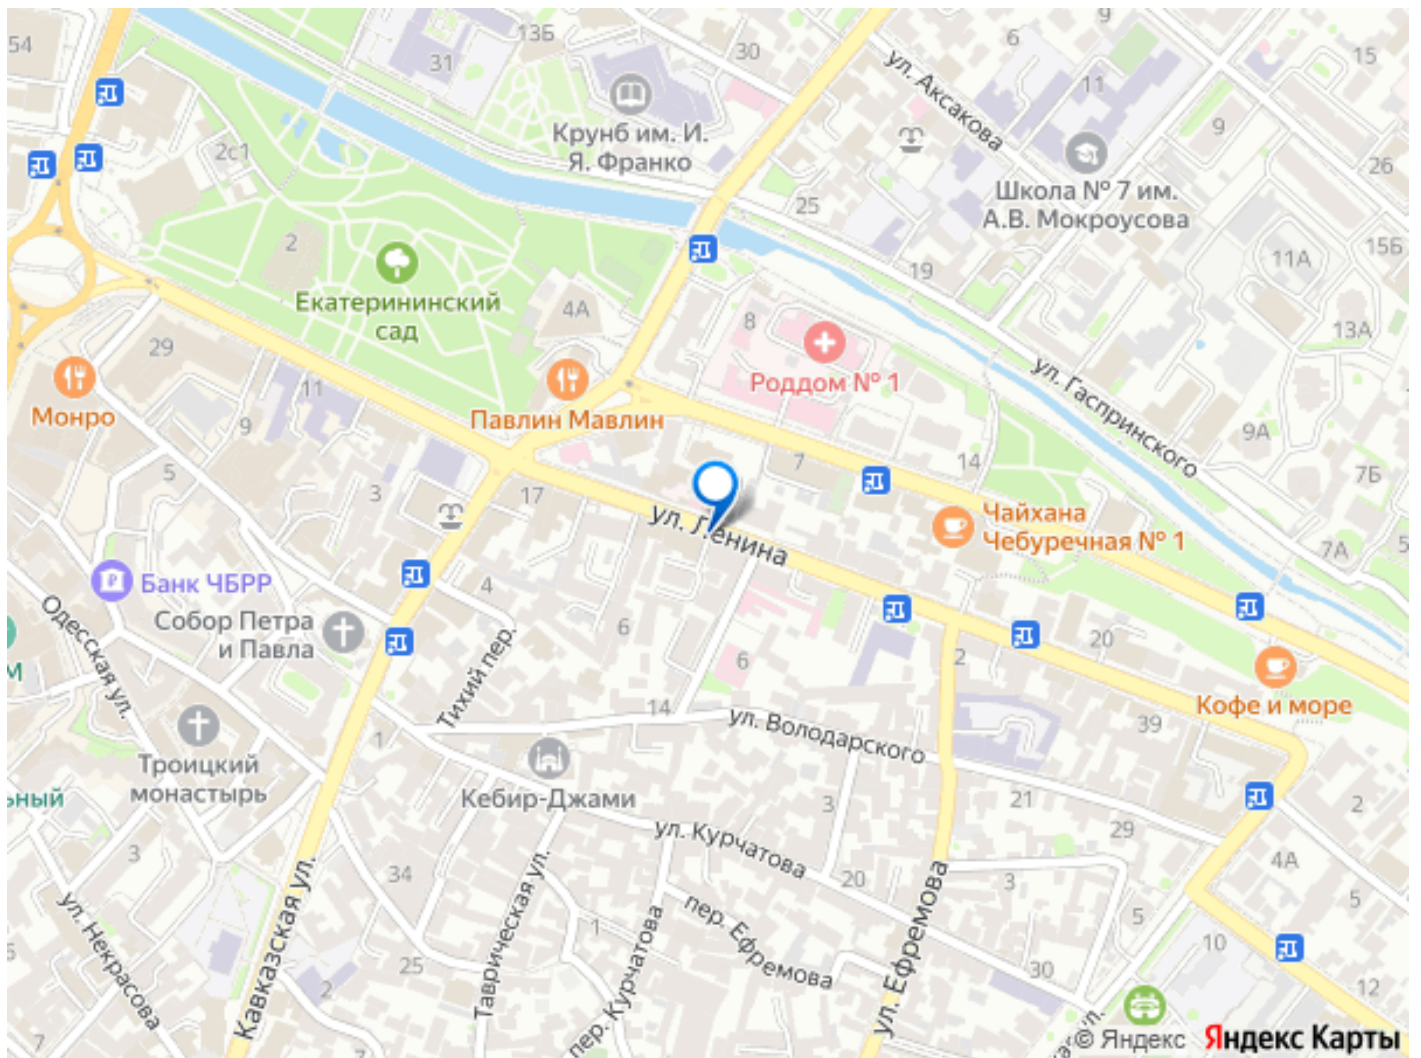 54
31
13Б
30
9
6
15
ул. Аксакова
11
9
26
Крунб им. И.
Я. Франко
2с1
25
Школа № 7 им.
А.В. Мокроусова
15Б
11А
19
2
Екатерининский
сад
4А
8
13А
29
Роддом № 1
ул. Гаспринского
Монро
11
9
Павлин Мавлин
9А
7Б
5
3
17
7
14
ул. Ленина
Чайхана
Чебуречная № 1
7А
5
Банк ЧБРР
4
Одесская ул.
Собор Петра
и Павла
6
6
2
20
Тихий пер.
14
Кофе и море
39
1
ул. Володарского
Троицкий
монастырь
Кебир-Джами
ьный
М
3
21
29
2
ул. Курчатова
3
34
20
3
4А
5
ул. Некрасова
Кавказская ул.
Таврическая ул.
1
пер. Курчатова
пер. Ефремова
ул. Ефремова
5
10
25
2
30
12
7
© Яндекс Яндекс Карты